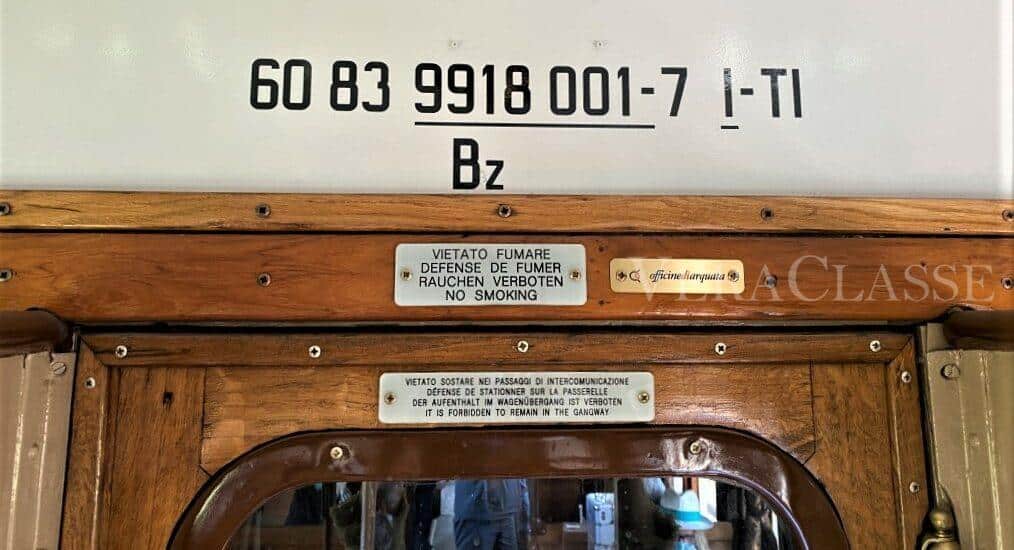 60 83 9918 001-7 I-TI
Bz
VIETATO FUMARE
DEFENSE DE FUMER
RAUCHEN VERBOTEN
NO SMOKING
officinediarquata
VERACLASSE
VIETATO SOSTARE NEI PASSAGGI DI INTERCOMUNICAZIONE
DÉFENSE DE STATIONNER SUR LA PASSERELLE
DER AUFENTHALT IM WAGENÜBERGANG IST VERBOTEN
IT IS FORBIDDEN TO REMAIN IN THE GANGWAY